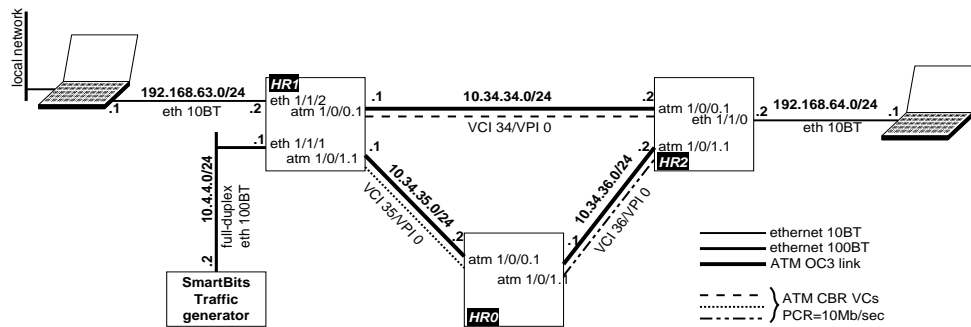 local network
192.168.63.0/24
.1
eth 10BT
.2
HR1
eth 1/1/2
atm 1/0/0.1
.1
10.34.34.0/24
.2
VCI 34/VPI 0
atm 1/0/0.1
eth 1/1/0
.2
192.168.64.0/24
.1
eth 10BT
.1
eth 1/1/1
atm 1/0/1.1
.1
.2
atm 1/0/1.1
HR2
10.4.4.0/24
full-duplex
eth 100BT
.2
10.34.35.0/24
VCI 35/VPI 0
.2
10.34.36.0/24
VCI 36/VPI 0
.1
atm 1/0/0.1
atm 1/0/1.1
HR0
SmartBits
Traffic
generator
ethernet 10BT
ethernet 100BT
ATM OC3 link
ATM CBR VCs
PCR=10Mb/sec